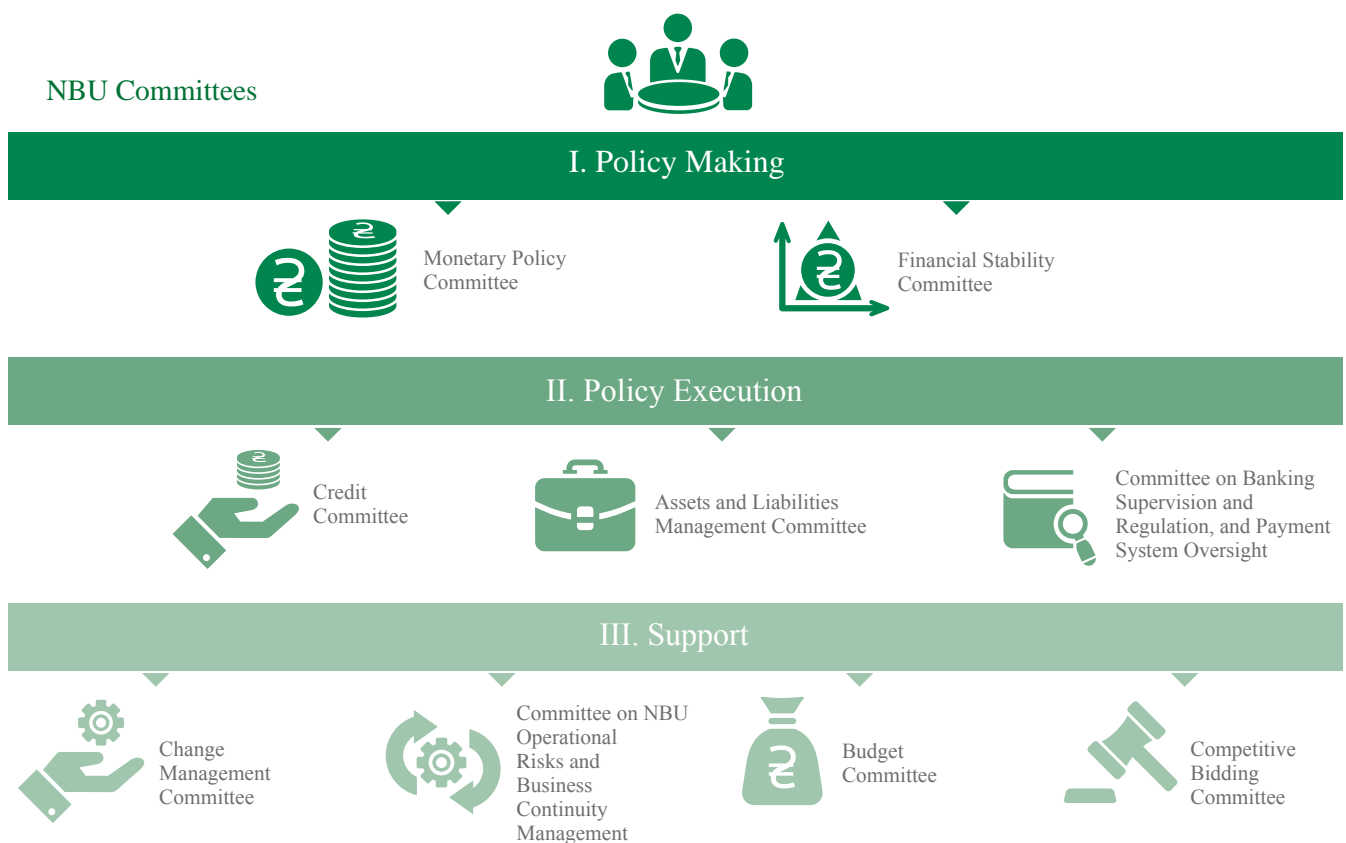 NBU Committees
I. Policy Making
Monetary Policy
Committee
Financial Stability
Committee
II. Policy Execution
Credit
Committee
Assets and Liabilities
Management Committee
Committee on Banking
Supervision and
Regulation, and Payment
System Oversight
III. Support
Change
Management
Committee
Committee on NBU
Operational
Risks and
Business
Continuity
Management
Budget
Committee
Competitive
Bidding
Committee